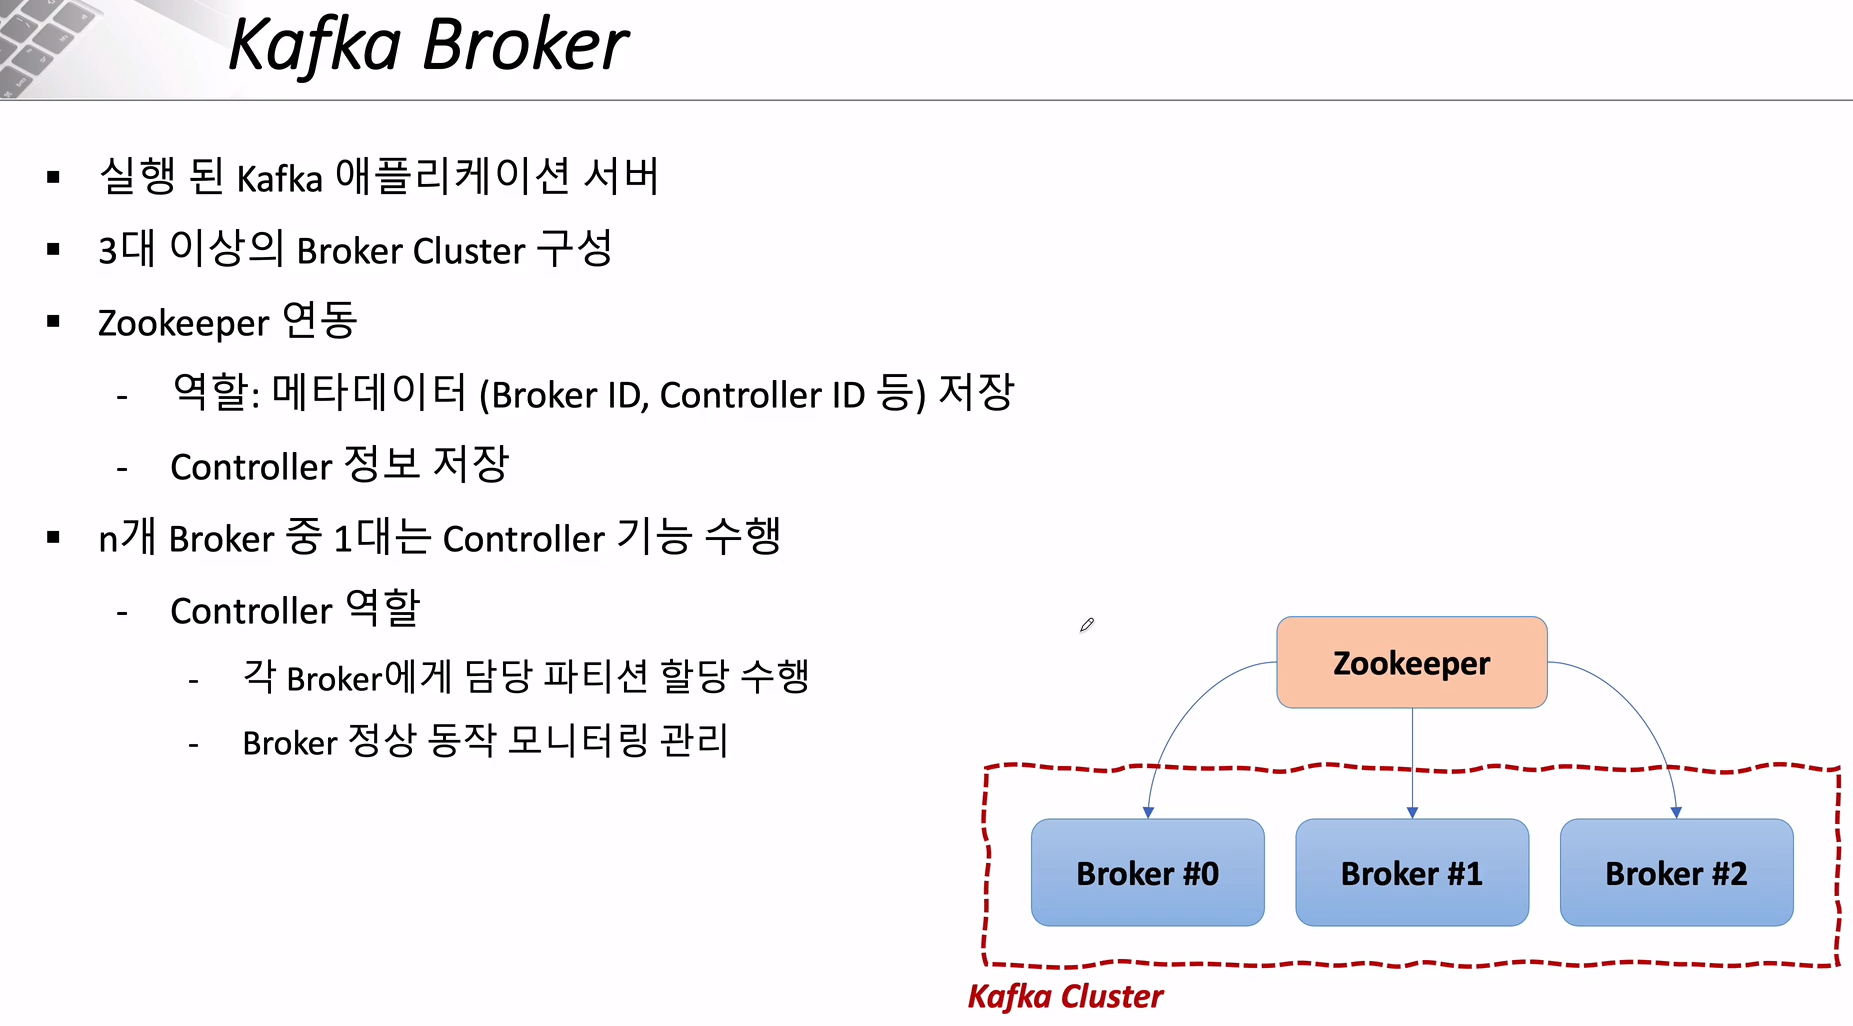 Kafka Broker
▪ 실행 된 Kafka 애플리케이션 서버
▪ 3대 이상의 Broker Cluster 구성
▪ Zookeeper 연동
- 역할: 메타데이터 (Broker ID, Controller ID 등) 저장
- Controller 정보 저장
▪ n개 Broker 중 1대는 Controller 기능 수행
- Controller 역할
- 각 Broker에게 담당 파티션 할당 수행
- Broker 정상 동작 모니터링 관리
Zookeeper
Broker #0
Broker #1
Broker #2
Kafka Cluster